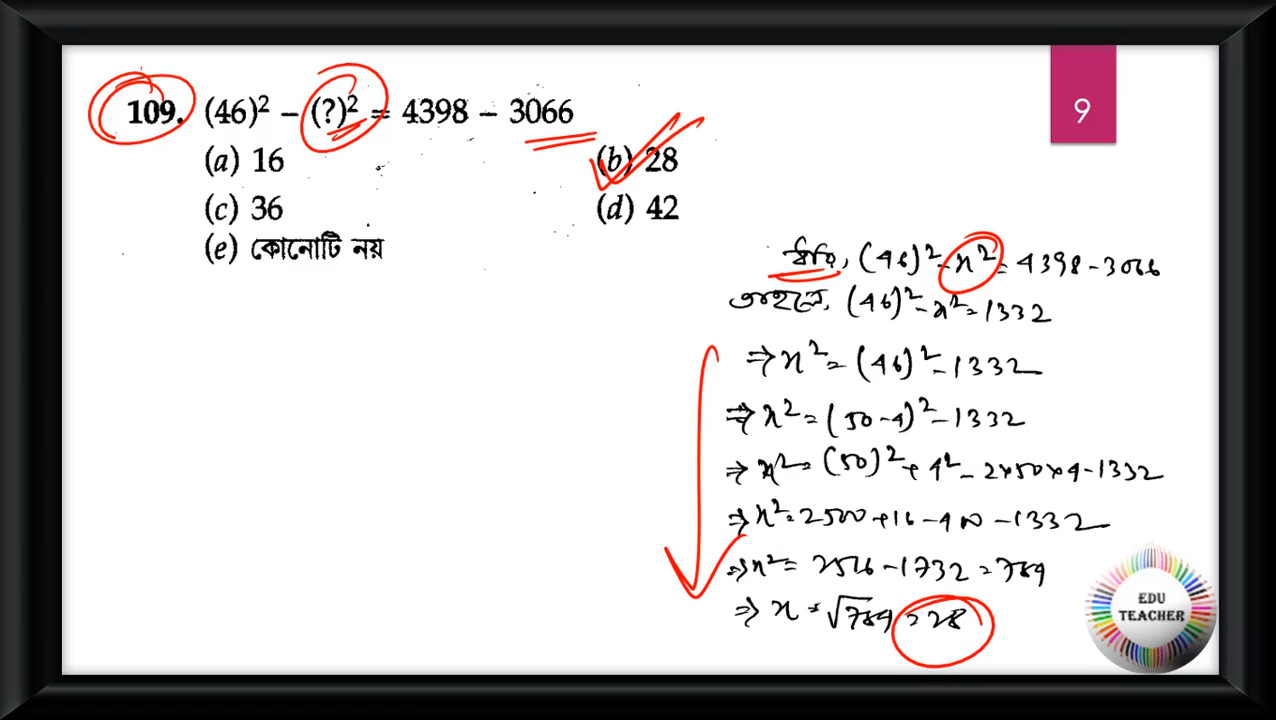 9
109. (46)² – (?)² = 4398 – 3066
(a) 16 (b) 28
(c) 36 (d) 42
(e) কোনোটি নয়
ধরি, (46)² – x² = 4398 – 3066
তাহলে, (46)² – x² = 1332
⇒ x² = (46)² – 1332
⇒ x² = (50 – 4)² – 1332
⇒ x² = (50)² + 4² – 2×50×4 – 1332
⇒ x² = 2500 + 16 – 400 – 1332
⇒ x² = 2516 – 1732 = 784
⇒ x = √784 = 28
EDU
TEACHER